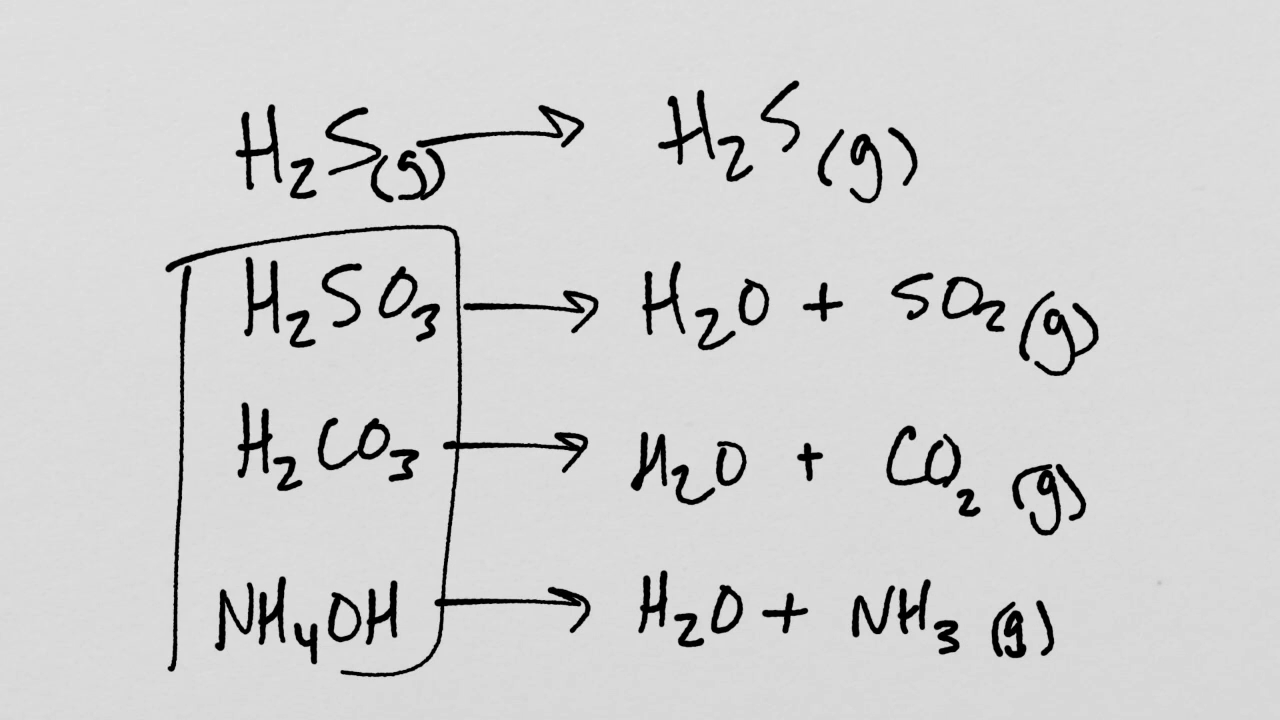 H₂S(g) → H₂S (g)
H₂SO₃ → H₂O + SO₂ (g)
H₂CO₃ → H₂O + CO₂ (g)
NH₄OH → H₂O + NH₃ (g)